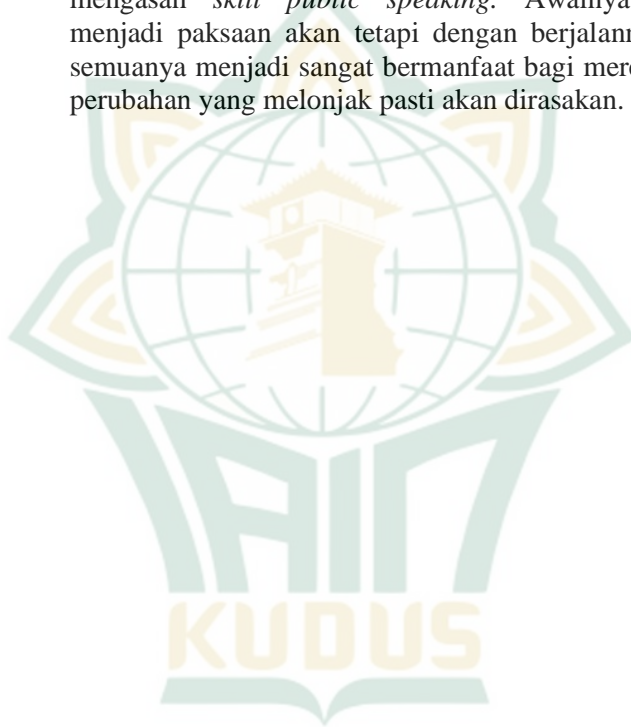 mengasah skill public speaking.
menjadi paksaan akan tetapi dengan
semuanya menjadi sangat bermanfaat bagi
perubahan yang melonjak pasti akan dirasakan.
IAIN
KUDUS